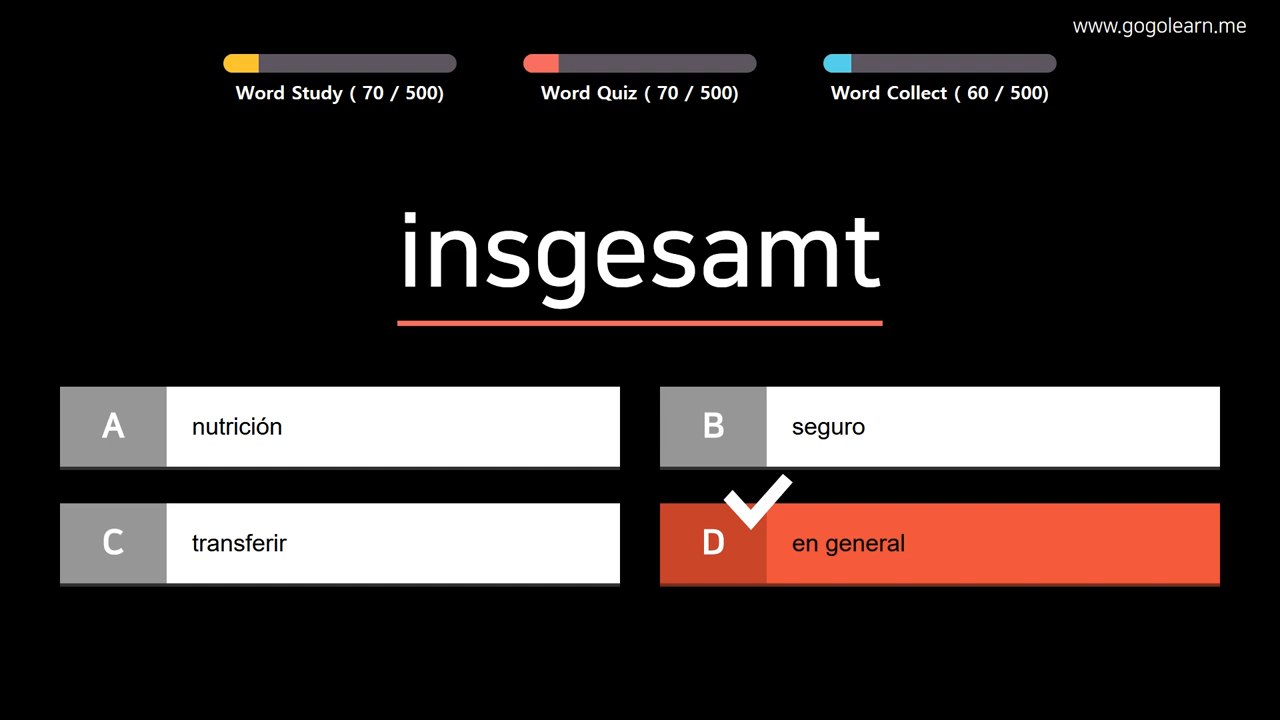 www.gogolearn.me
Word Study ( 70 / 500)
Word Quiz ( 70 / 500)
Word Collect ( 60 / 500)
insgesamt
A nutrición
B seguro
C transferir
D en general